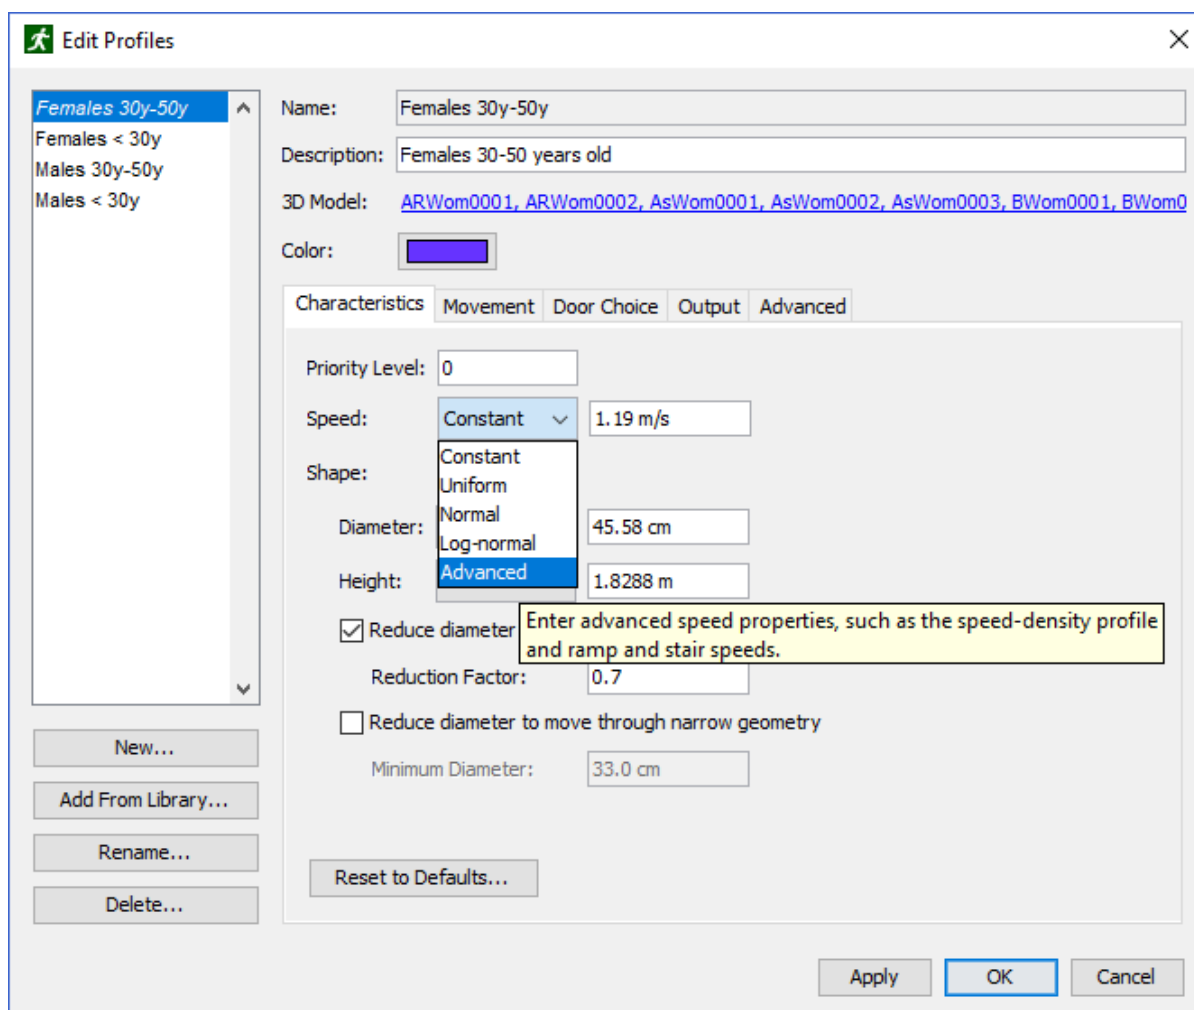 Edit Profiles
Females 30y-50y
Females < 30y
Males 30y-50y
Males < 30y
New...
Add From Library...
Rename...
Delete...
Name: Females 30y-50y
Description: Females 30-50 years old
3D Model: ARWom0001, ARWom0002, AsWom0001, AsWom0002, AsWom0003, BWom0001, BWom0
Color:
Characteristics Movement Door Choice Output Advanced
Priority Level: 0
Speed: Constant 1.19 m/s
Constant
Uniform
Normal
Log-normal
Advanced
Shape:
Diameter: 45.58 cm
Height: 1.8288 m
Enter advanced speed properties, such as the speed-density profile
and ramp and stair speeds.
Reduce diameter
Reduction Factor: 0.7
Reduce diameter to move through narrow geometry
Minimum Diameter: 33.0 cm
Reset to Defaults...
Apply OK Cancel